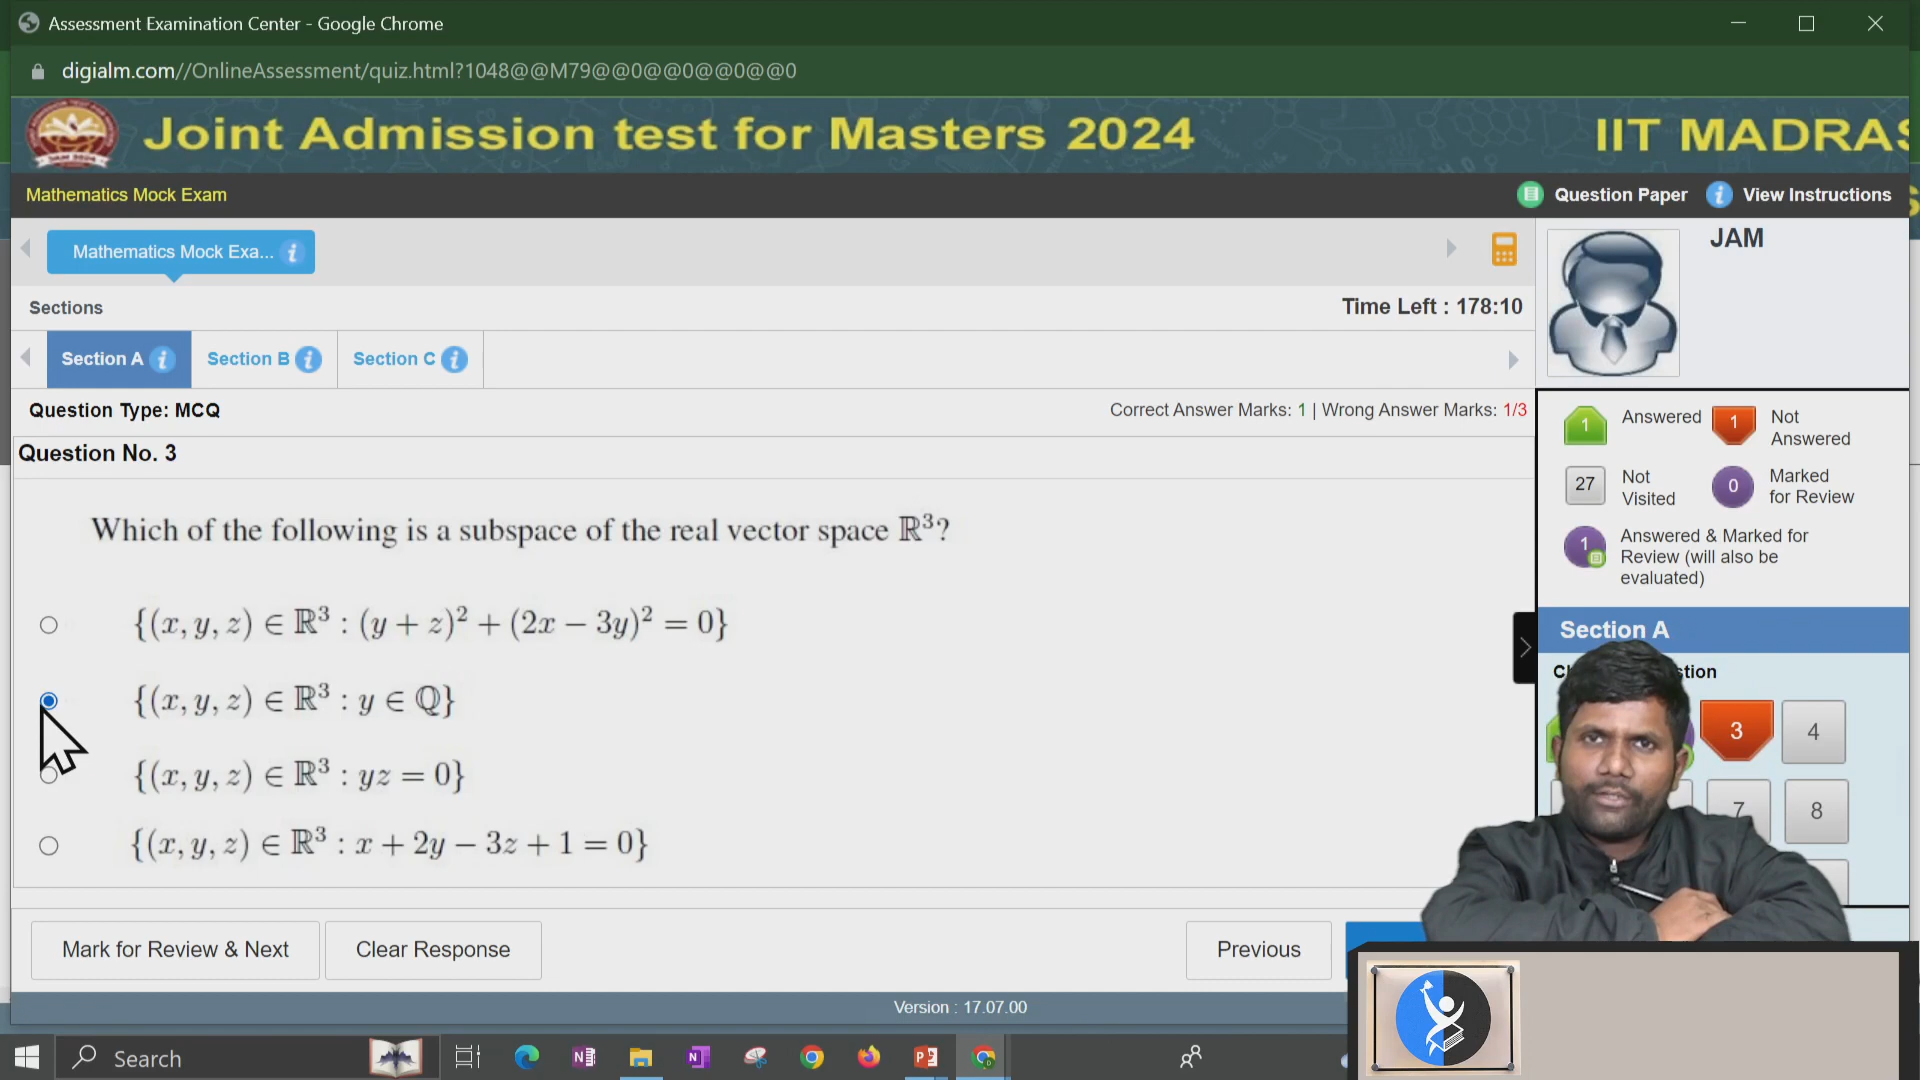 Assessment Examination Center - Google Chrome
digialm.com//OnlineAssessment/quiz.html?1048@@M79@@0@@0@@0@@0
Joint Admission test for Masters 2024
IIT MADRAS
Mathematics Mock Exam
Question Paper
View Instructions
Mathematics Mock Exa...
JAM
Sections
Time Left : 178:10
Section A
Section B
Section C
Question Type: MCQ
Correct Answer Marks: 1 | Wrong Answer Marks: 1/3
Question No. 3
1 Answered
1 Not Answered
27 Not Visited
0 Marked for Review
1 Answered & Marked for Review (will also be evaluated)
Which of the following is a subspace of the real vector space ℝ³?
{(x, y, z) ∈ ℝ³ : (y + z)² + (2x − 3y)² = 0}
{(x, y, z) ∈ ℝ³ : y ∈ ℚ}
{(x, y, z) ∈ ℝ³ : yz = 0}
{(x, y, z) ∈ ℝ³ : x + 2y − 3z + 1 = 0}
Section A
3 4
7 8
Mark for Review & Next
Clear Response
Previous
Version : 17.07.00
Search